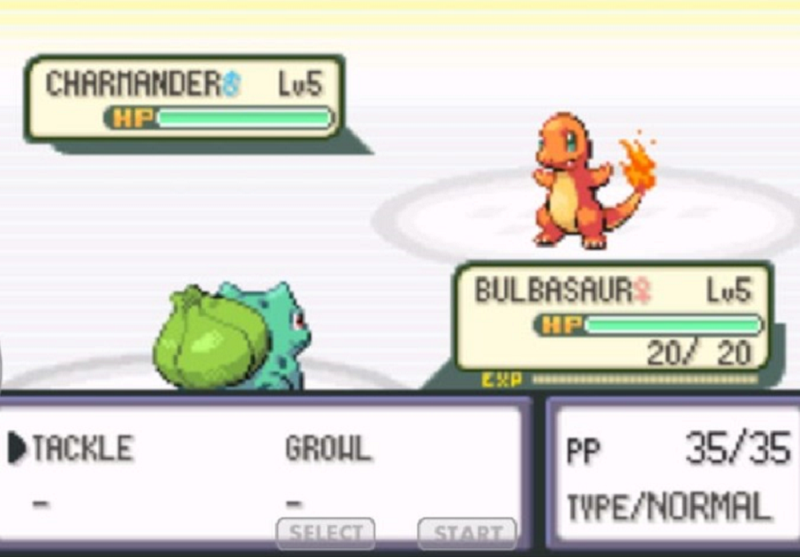 CHARMANDER♂ Lv5
HP
BULBASAUR♀ Lv5
HP
20/ 20
EXP
▶TACKLE GROWL
- -
PP 35/35
TYPE/NORMAL
SELECT START